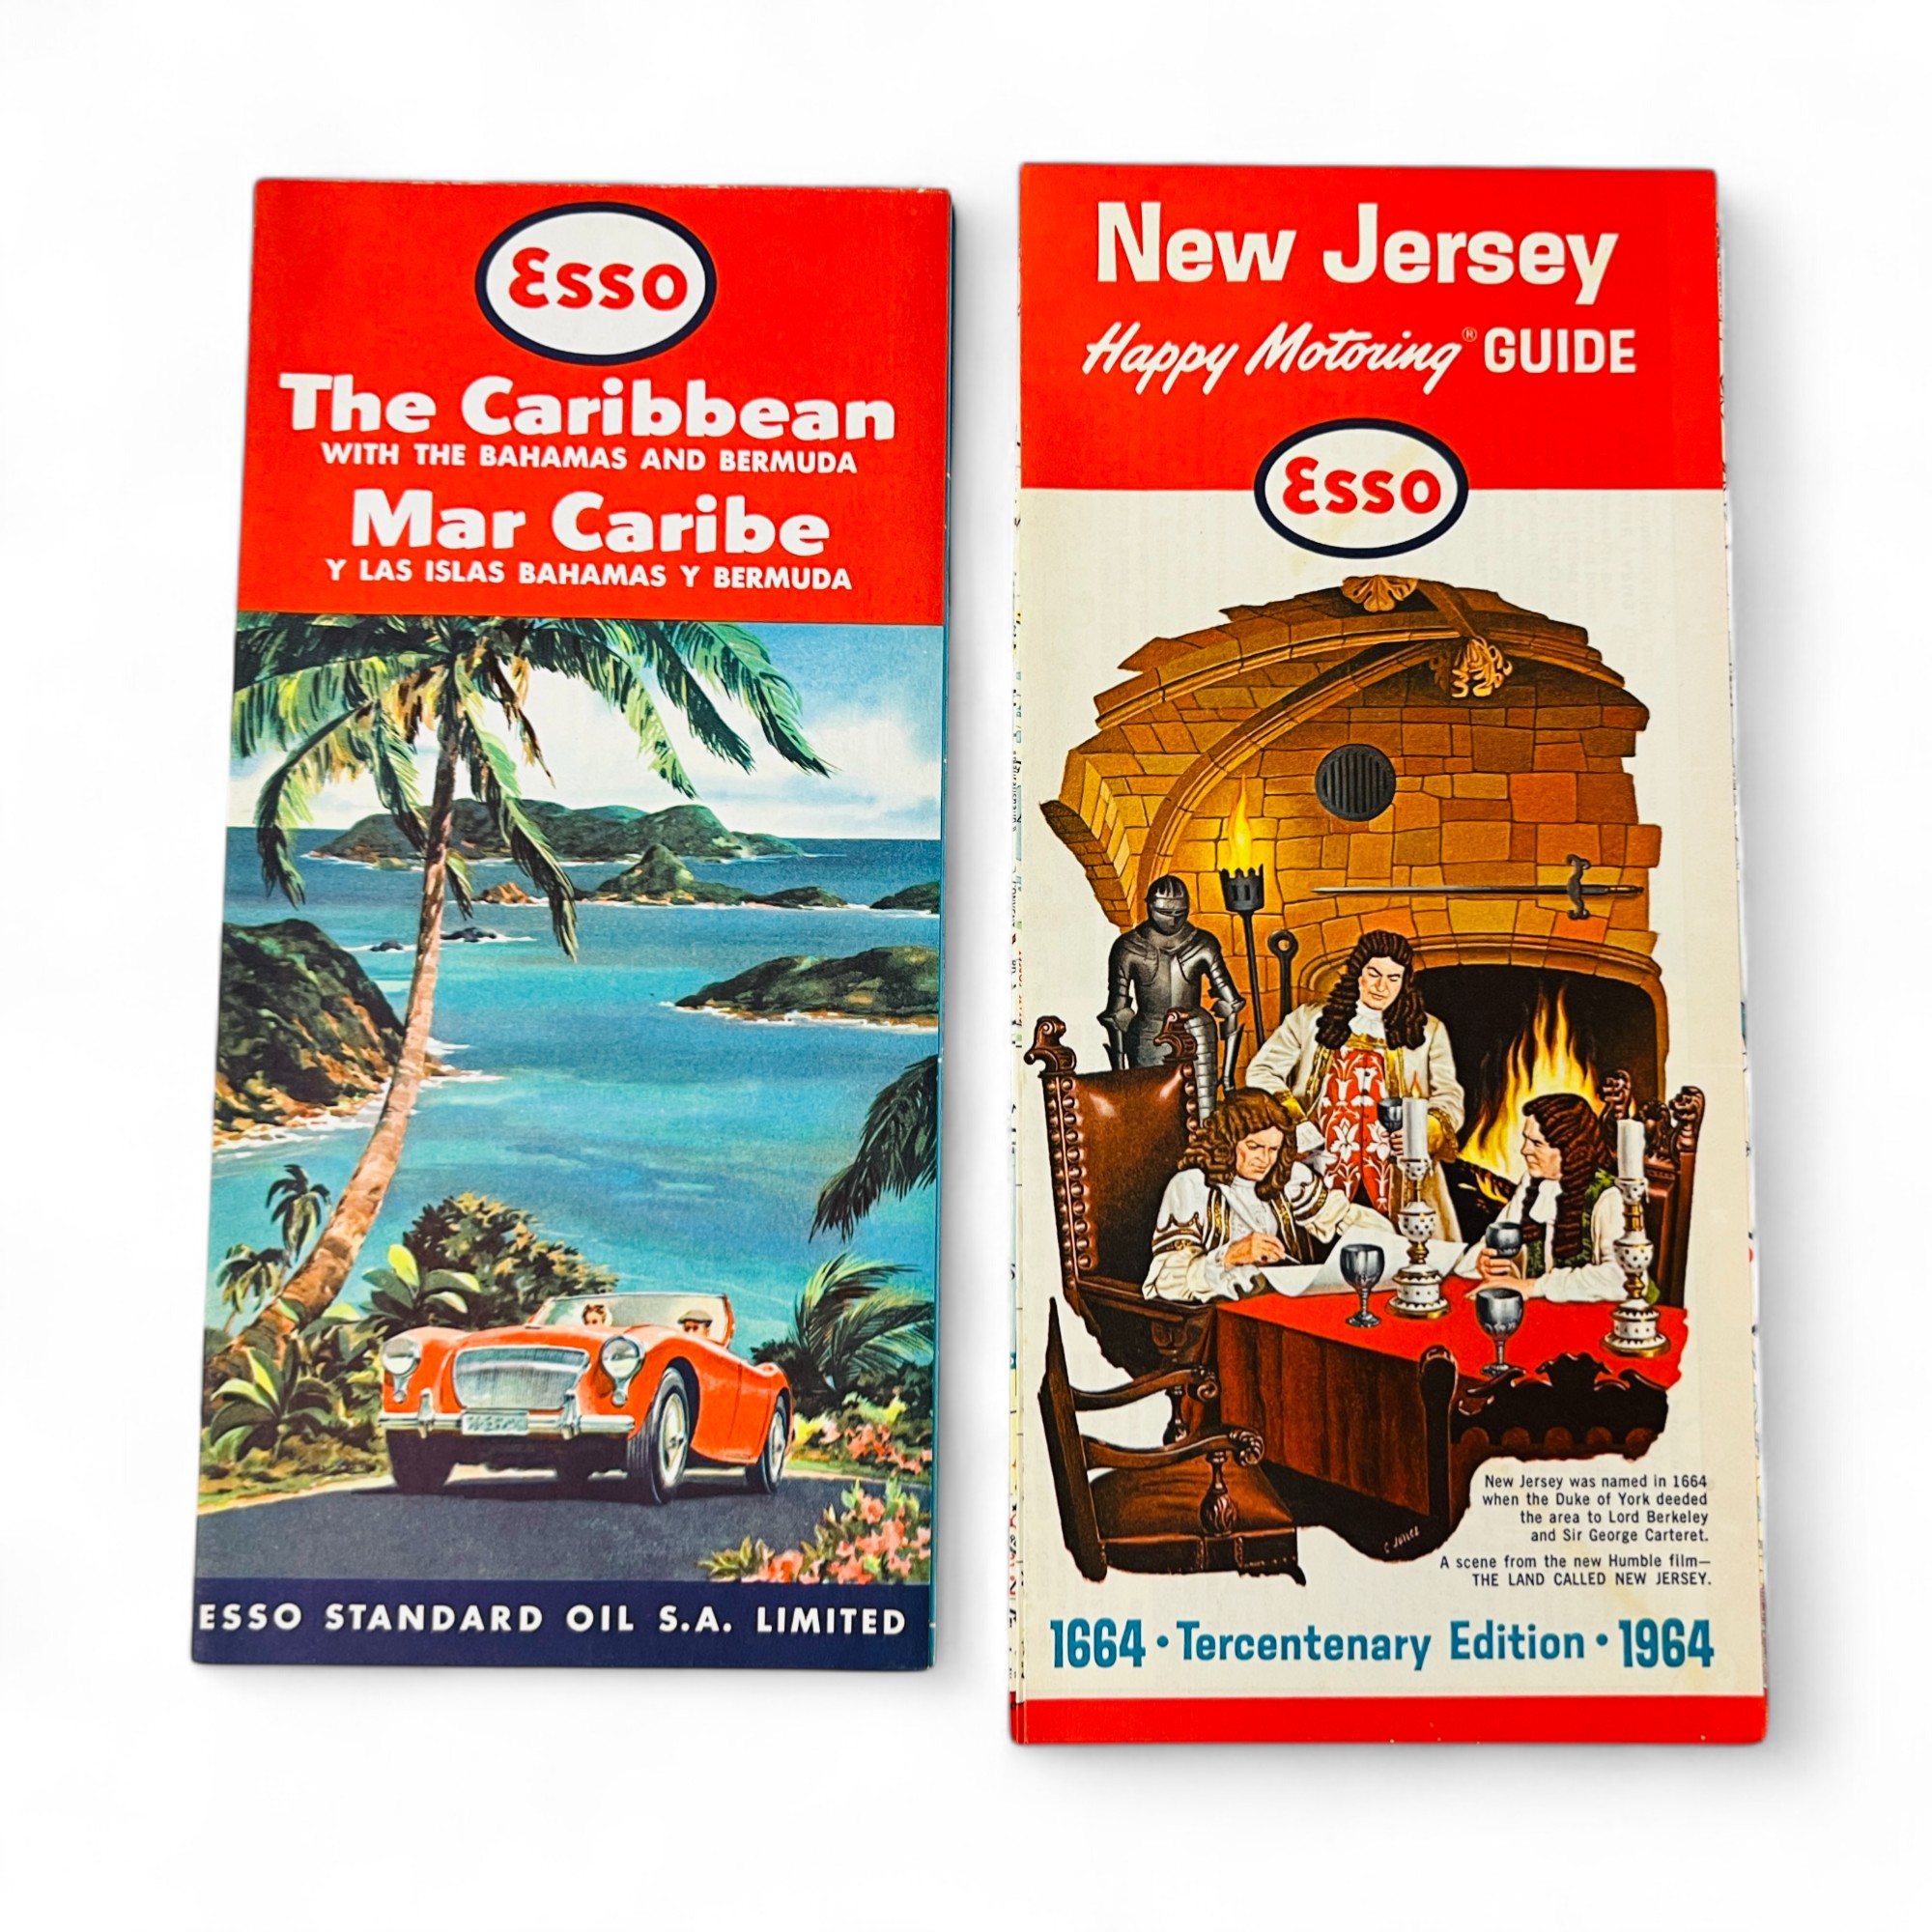 Esso
The Caribbean
WITH THE BAHAMAS AND BERMUDA
Mar Caribe
Y LAS ISLAS BAHAMAS Y BERMUDA
ESSO STANDARD OIL S.A. LIMITED
New Jersey
Happy Motoring® GUIDE
Esso
New Jersey was named in 1664
when the Duke of York deeded
the area to Lord Berkeley
and Sir George Carteret.
A scene from the new Humble film—
THE LAND CALLED NEW JERSEY.
1664 • Tercentenary Edition • 1964